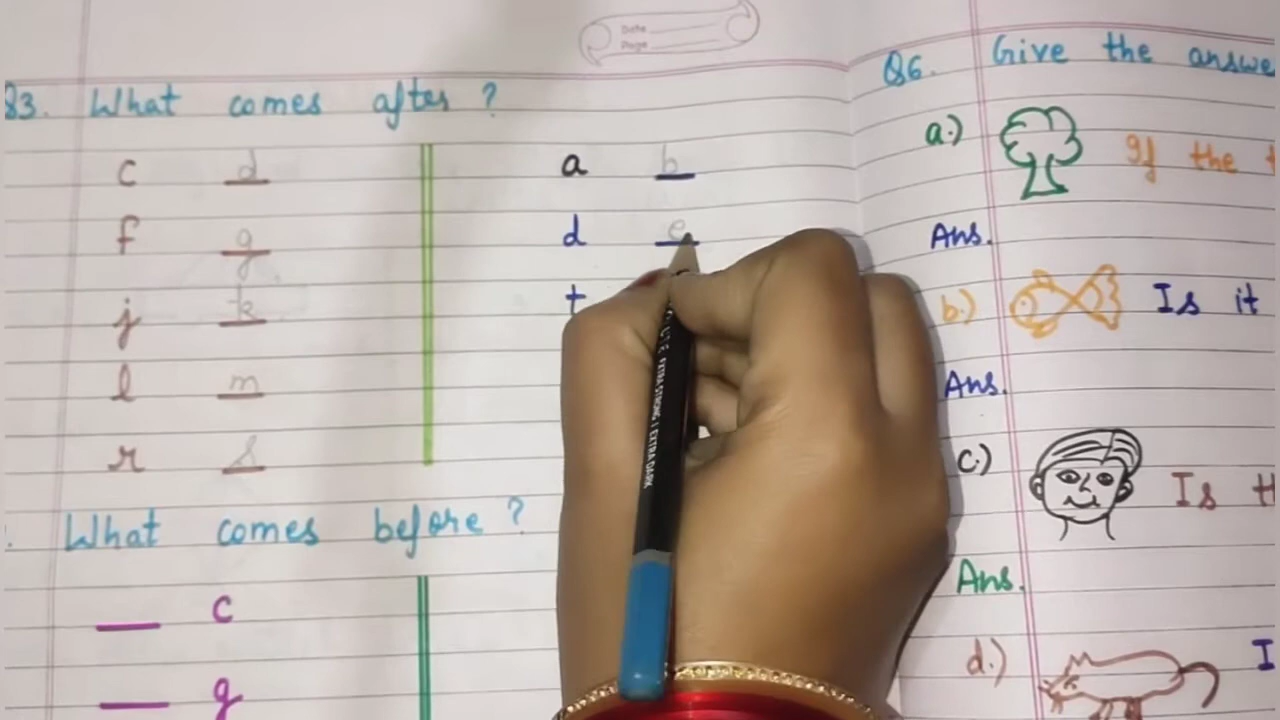 Date
Page
Q3. What comes after ?
c d
f g
j k
l m
r s
a b
d e
t
What comes before ?
c
g
Q6. Give the answe
a.) If the t
Ans.
b.) Is it
Ans.
c.) Is th
Ans.
d.) I